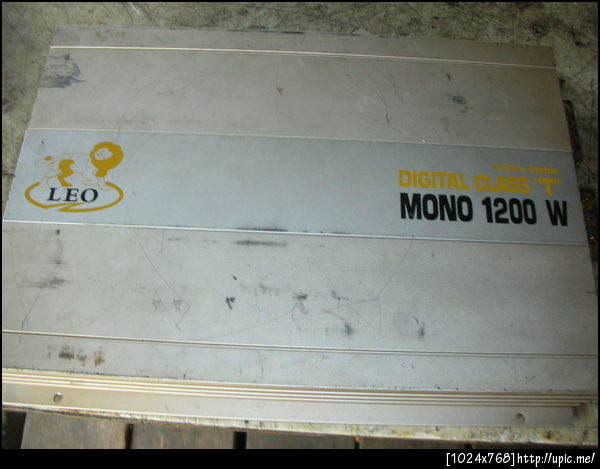 LEO
DIGITAL CLASS "T"
MONO 1200 W
[1024x768]http://upic.me/